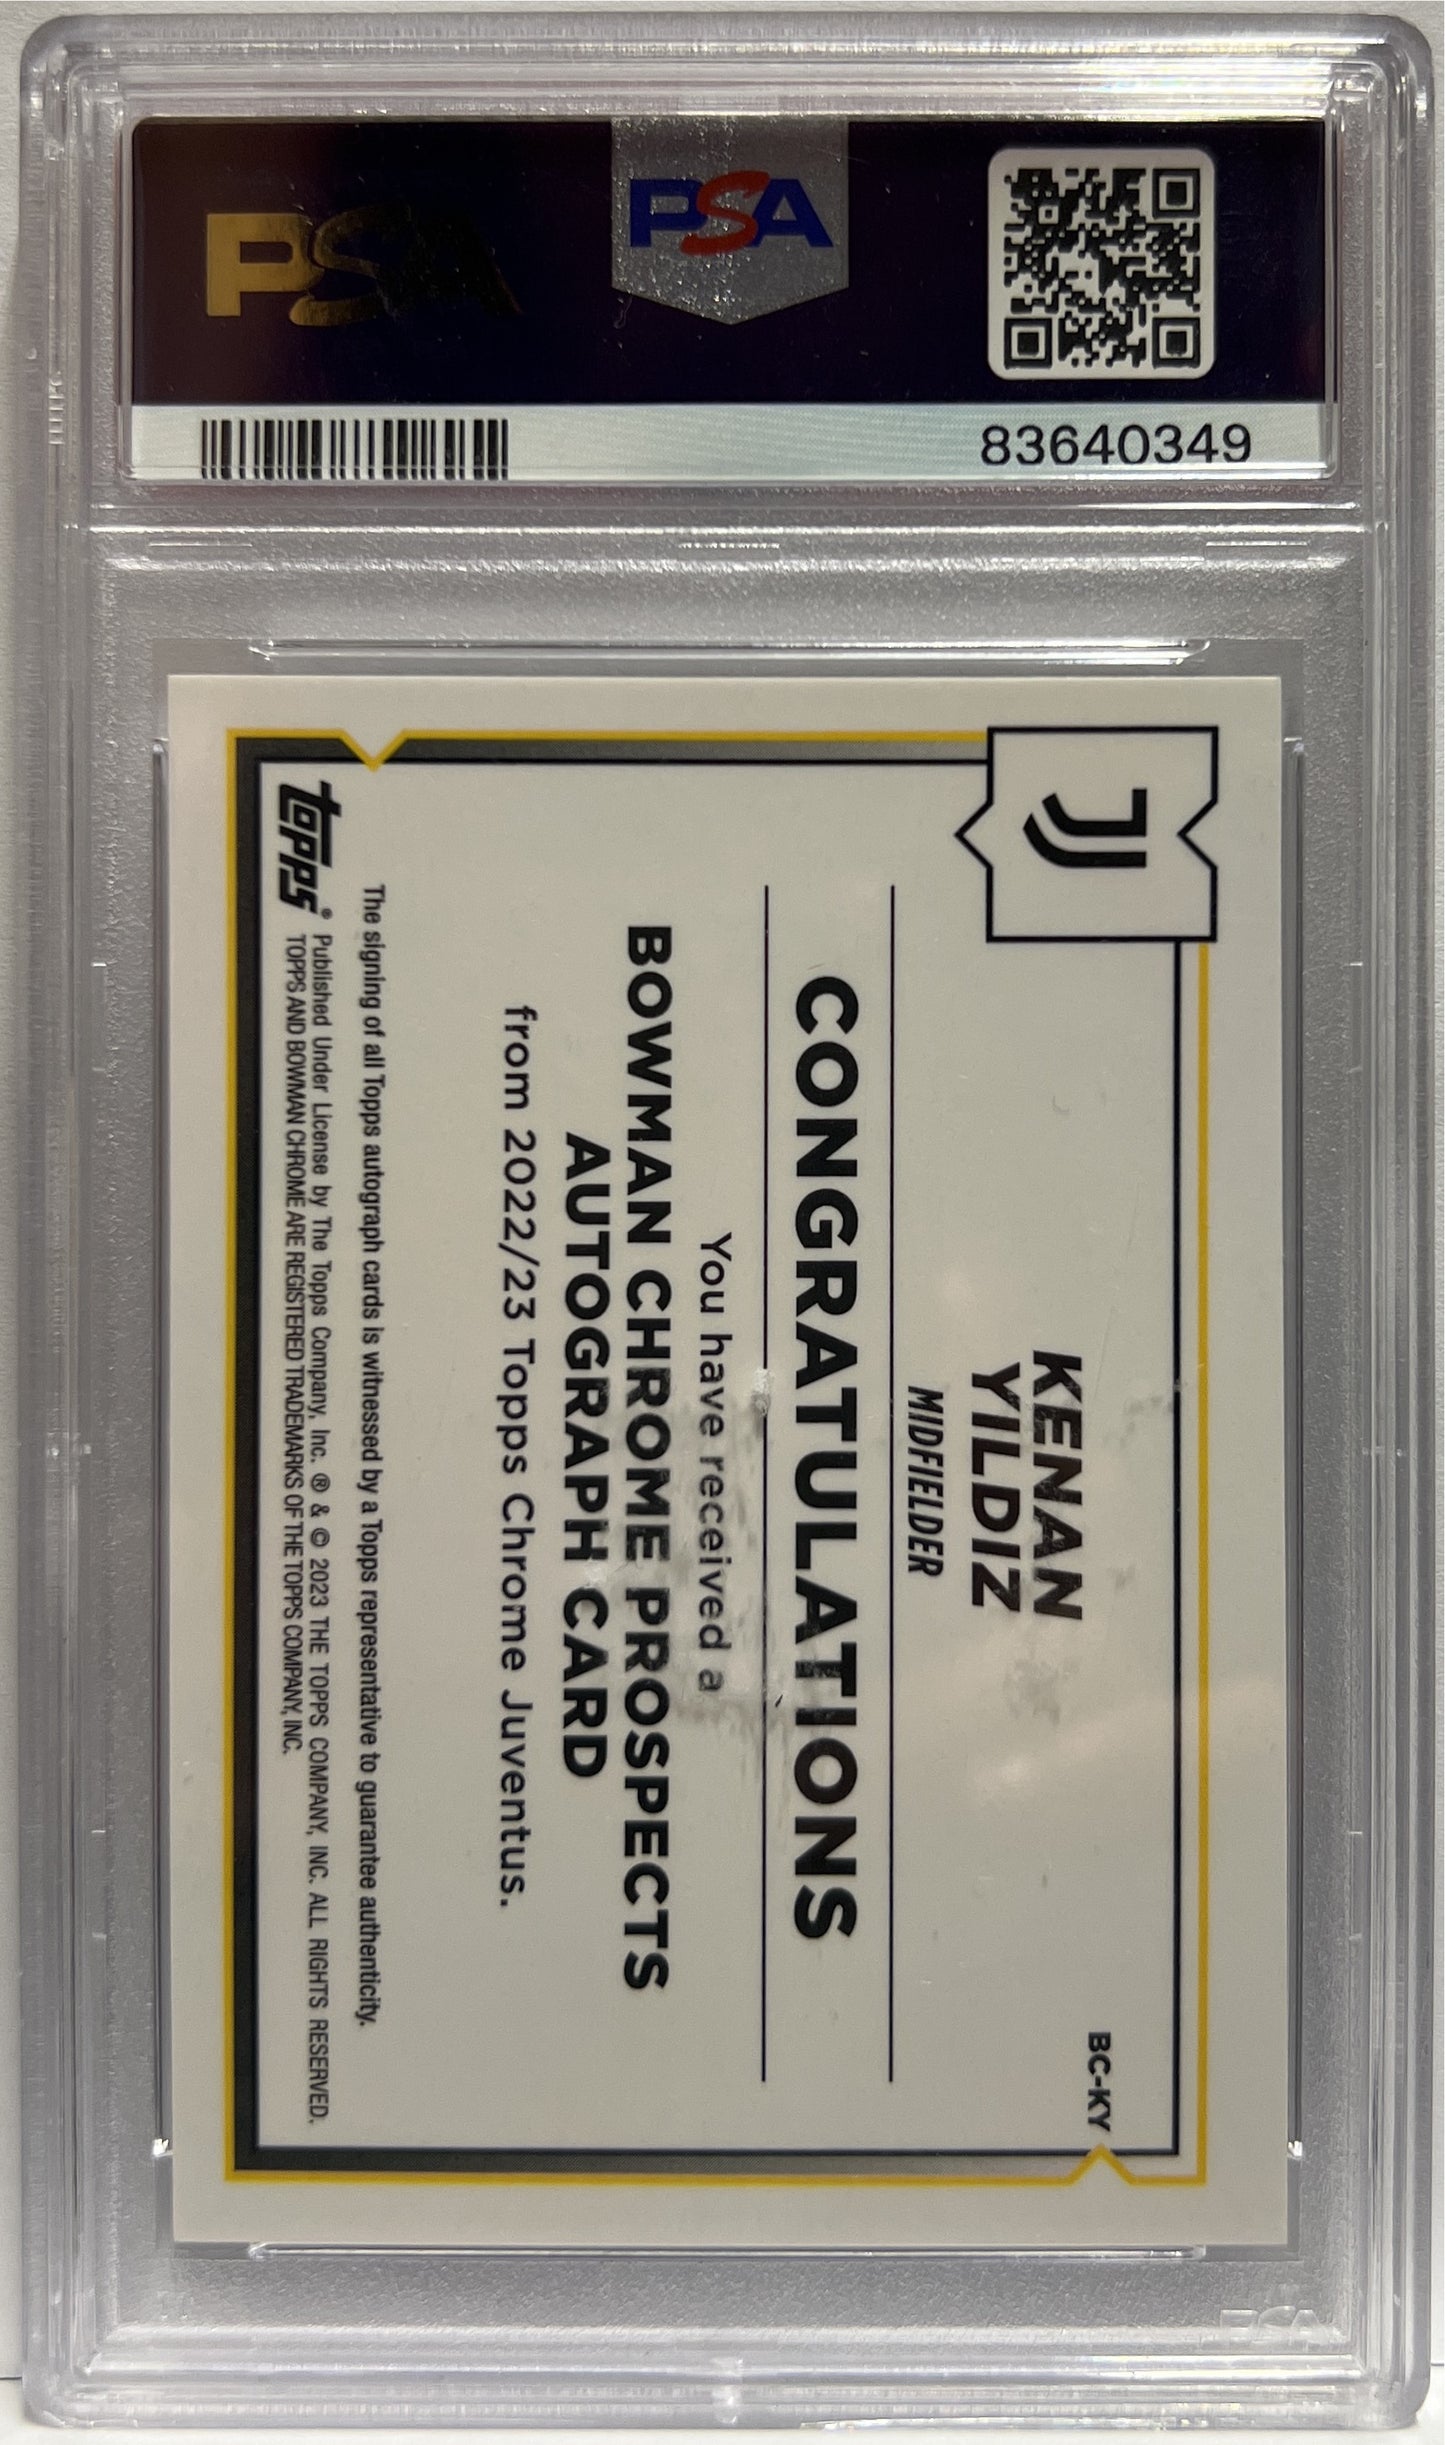 PSA
PSA
83640349
BC-KY
KENAN
YILDIZ
MIDFIELDER
CONGRATULATIONS
You have received a
BOWMAN CHROME PROSPECTS
AUTOGRAPH CARD
from 2022/23 Topps Chrome Juventus.
The signing of all Topps autograph cards is witnessed by a Topps representative to guarantee authenticity.
topps®
Published Under License by The Topps Company, Inc. ® & © 2023 THE TOPPS COMPANY, INC. ALL RIGHTS RESERVED.
TOPPS AND BOWMAN CHROME ARE REGISTERED TRADEMARKS OF THE TOPPS COMPANY, INC.
PSA